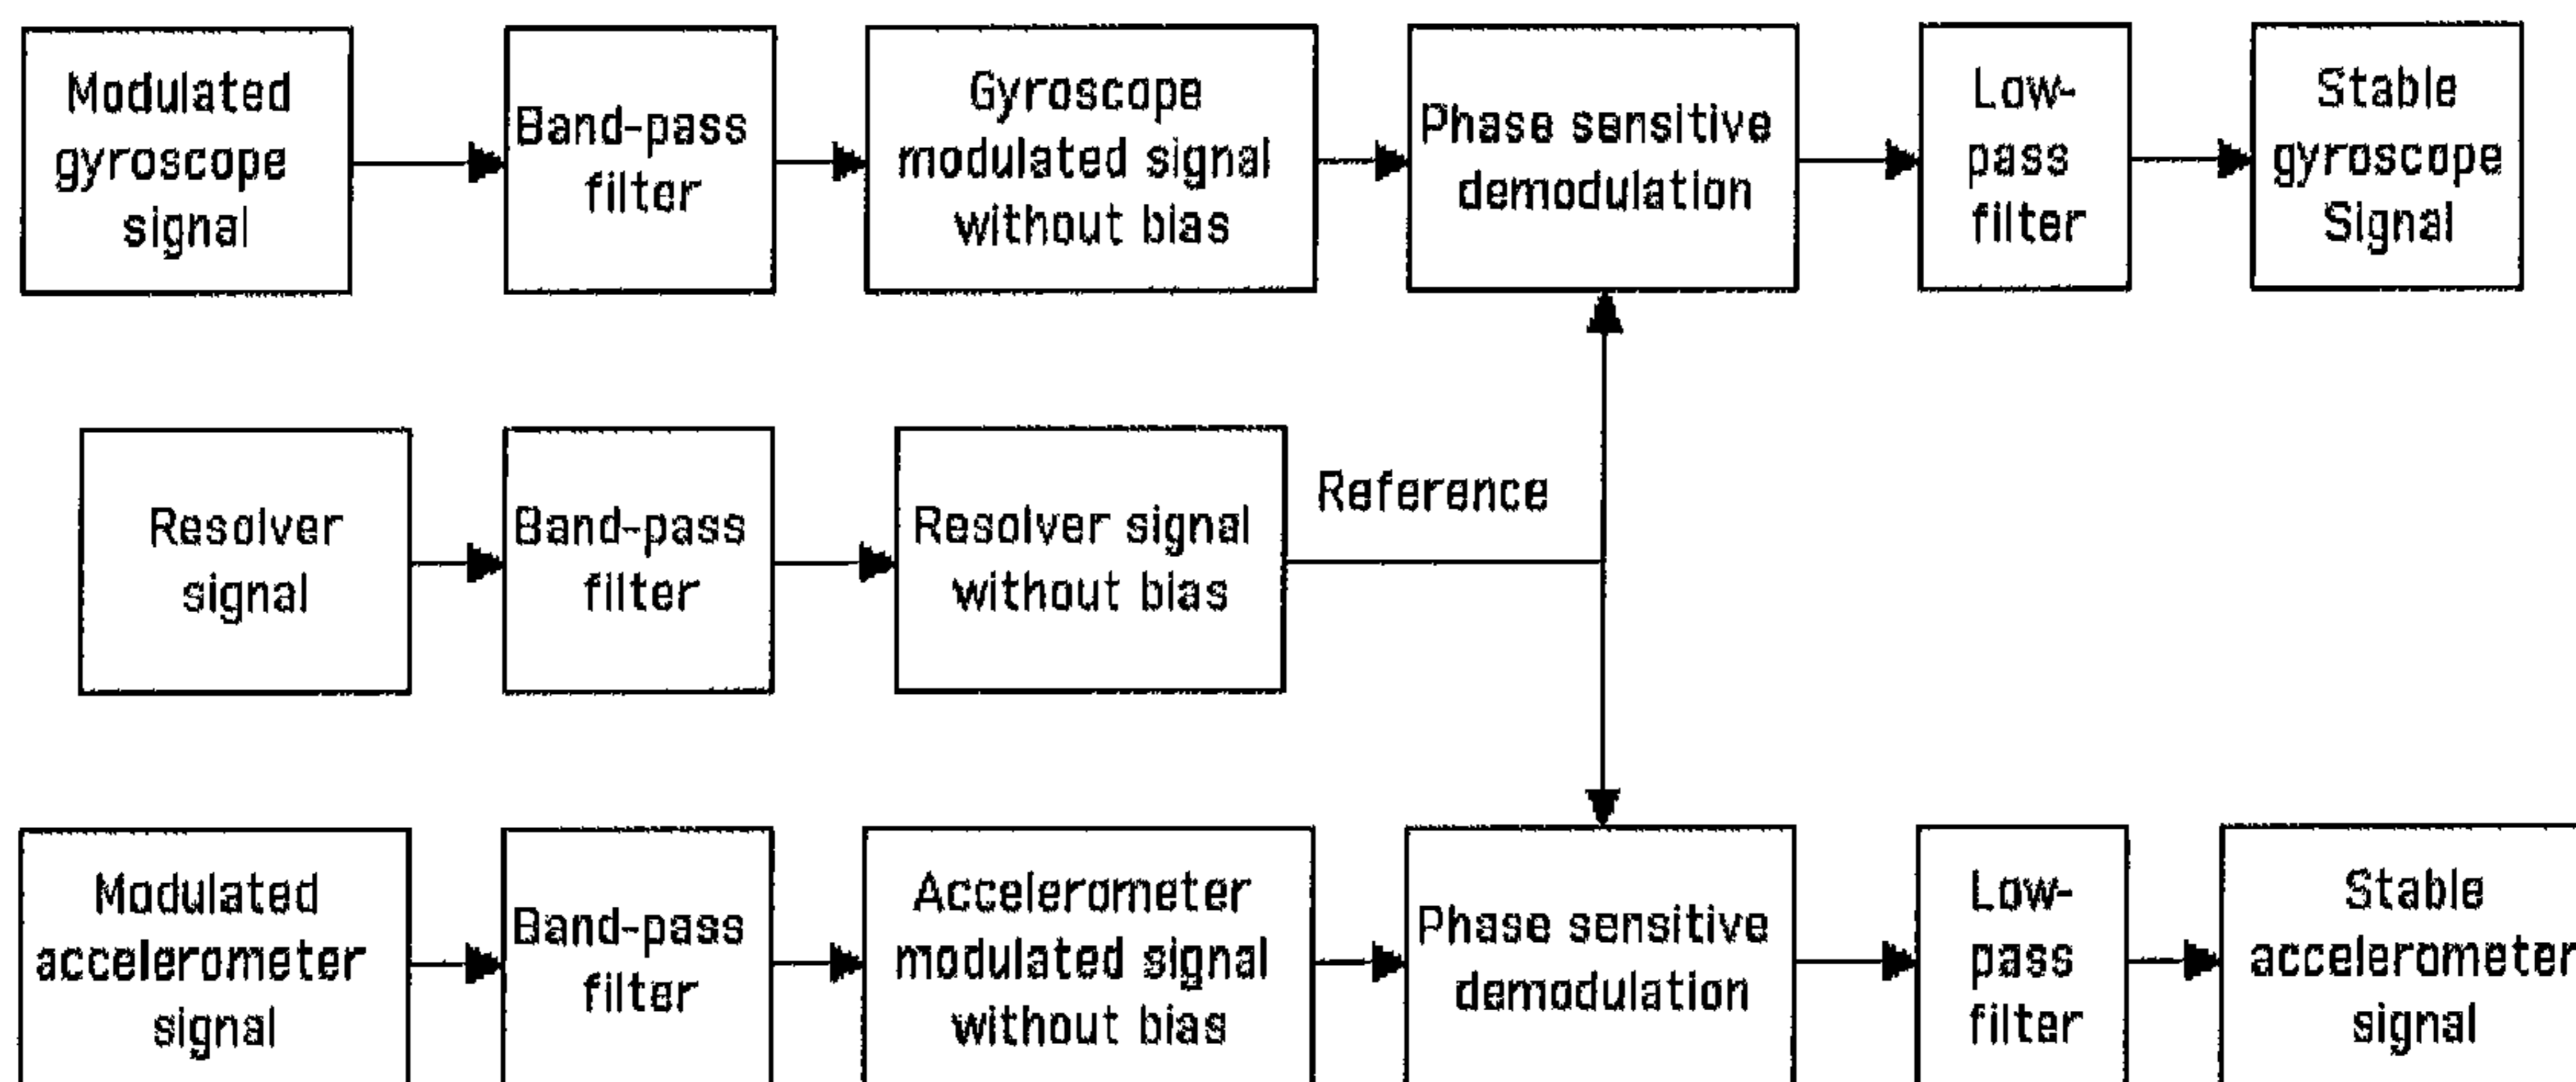 Modulated
gyroscope
signal
Band-pass
filter
Gyroscope
modulated signal
without bias
Phase sensitive
demodulation
Low-
pass
filter
Stable
gyroscope
Signal
Resolver
signal
Band-pass
filter
Resolver signal
without bias
Reference
Modulated
accelerometer
signal
Band-pass
filter
Accelerometer
modulated signal
without bias
Phase sensitive
demodulation
Low-
pass
filter
Stable
accelerometer
signal